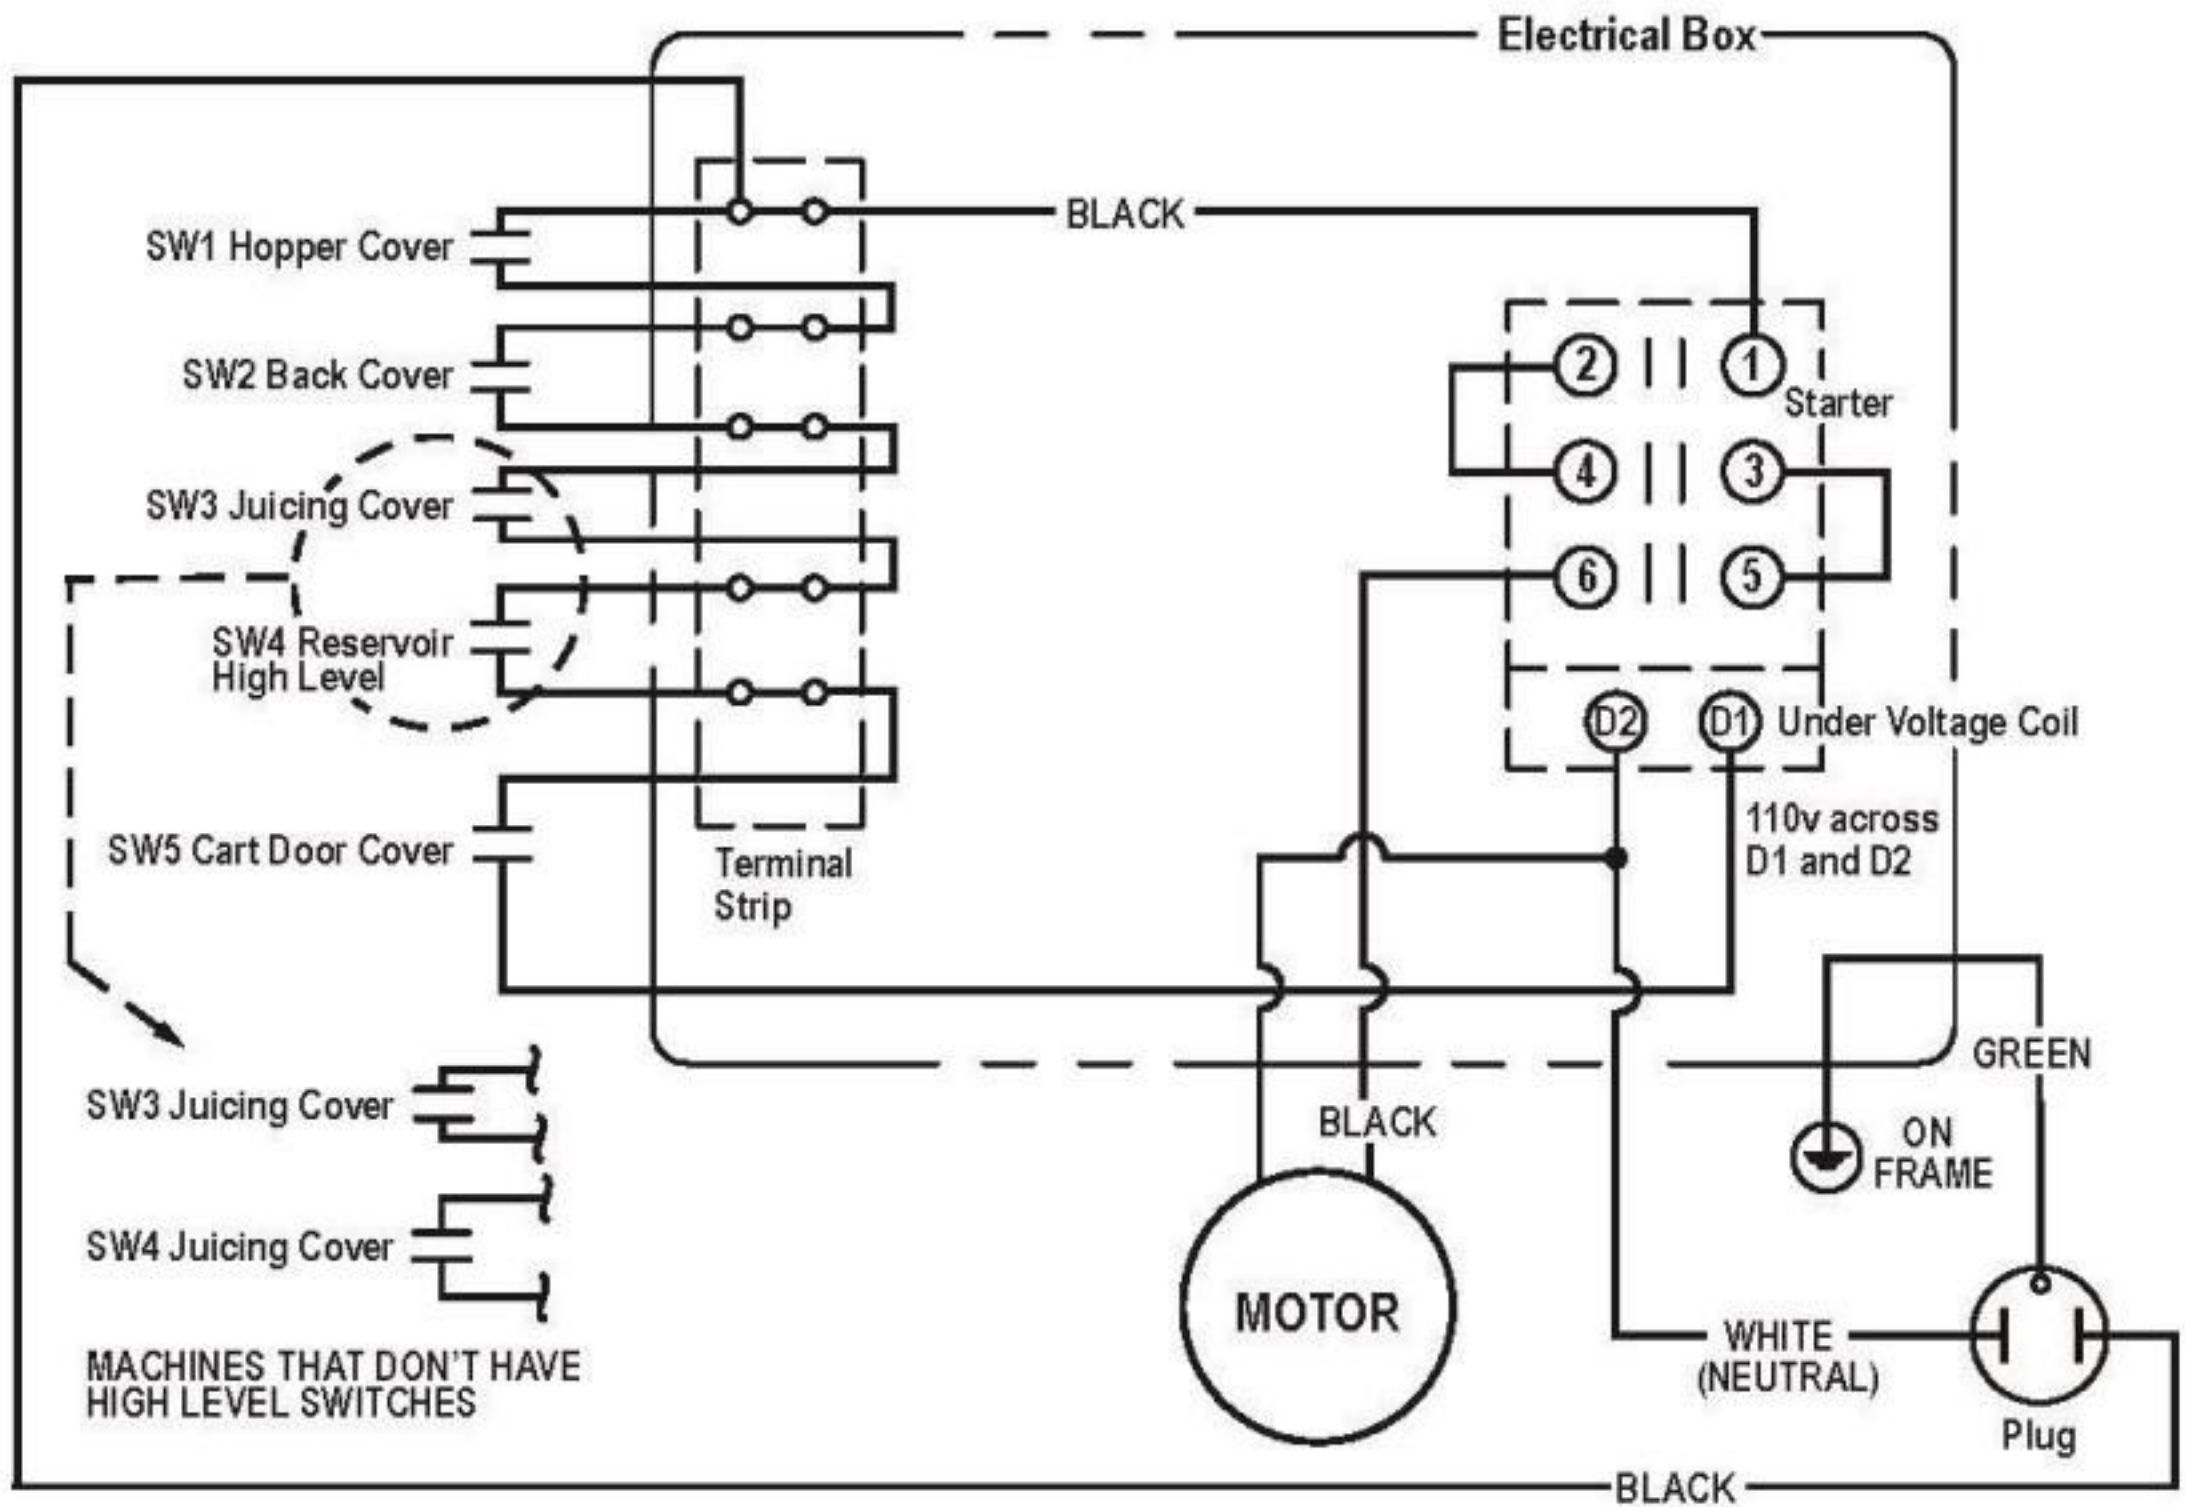 Electrical Box
BLACK
SW1 Hopper Cover
SW2 Back Cover
SW3 Juicing Cover
SW4 Reservoir
High Level
SW5 Cart Door Cover
Terminal
Strip
2
1
Starter
4
3
6
5
D2
D1
Under Voltage Coil
110v across
D1 and D2
GREEN
ON
FRAME
BLACK
MOTOR
SW3 Juicing Cover
SW4 Juicing Cover
MACHINES THAT DON'T HAVE
HIGH LEVEL SWITCHES
WHITE
(NEUTRAL)
Plug
BLACK